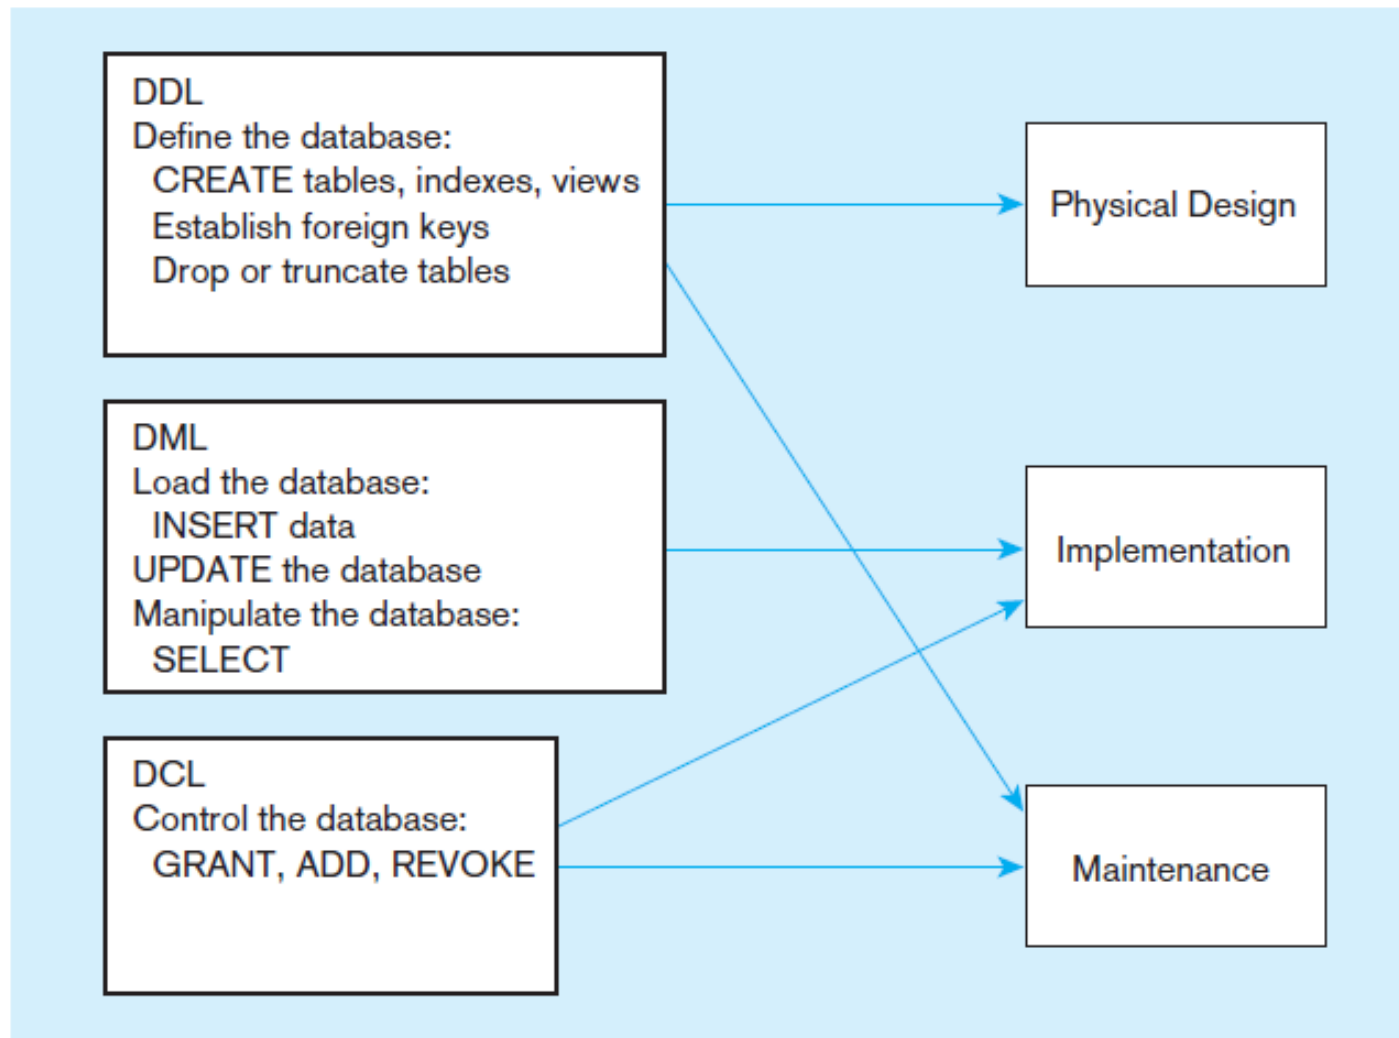 DDL
Define the database:
CREATE tables, indexes, views
Establish foreign keys
Drop or truncate tables
Physical Design
DML
Load the database:
INSERT data
UPDATE the database
Manipulate the database:
SELECT
Implementation
DCL
Control the database:
GRANT, ADD, REVOKE
Maintenance